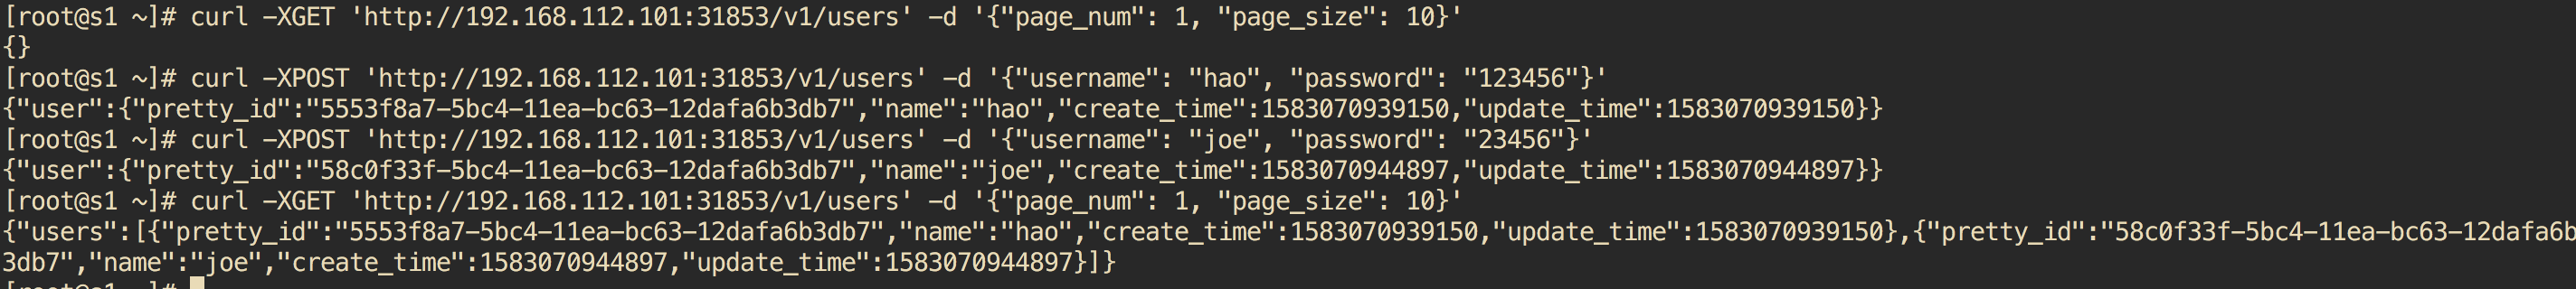 [root@s1 ~]# curl -XGET 'http://192.168.112.101:31853/v1/users' -d '{"page_num": 1, "page_size": 10}'
{}
[root@s1 ~]# curl -XPOST 'http://192.168.112.101:31853/v1/users' -d '{"username": "hao", "password": "123456"}'
{"user":{"pretty_id":"5553f8a7-5bc4-11ea-bc63-12dafa6b3db7","name":"hao","create_time":1583070939150,"update_time":1583070939150}}
[root@s1 ~]# curl -XPOST 'http://192.168.112.101:31853/v1/users' -d '{"username": "joe", "password": "23456"}'
{"user":{"pretty_id":"58c0f33f-5bc4-11ea-bc63-12dafa6b3db7","name":"joe","create_time":1583070944897,"update_time":1583070944897}}
[root@s1 ~]# curl -XGET 'http://192.168.112.101:31853/v1/users' -d '{"page_num": 1, "page_size": 10}'
{"users":[{"pretty_id":"5553f8a7-5bc4-11ea-bc63-12dafa6b3db7","name":"hao","create_time":1583070939150,"update_time":1583070939150},{"pretty_id":"58c0f33f-5bc4-11ea-bc63-12dafa6b
3db7","name":"joe","create_time":1583070944897,"update_time":1583070944897}]}
[root@s1 ~]#